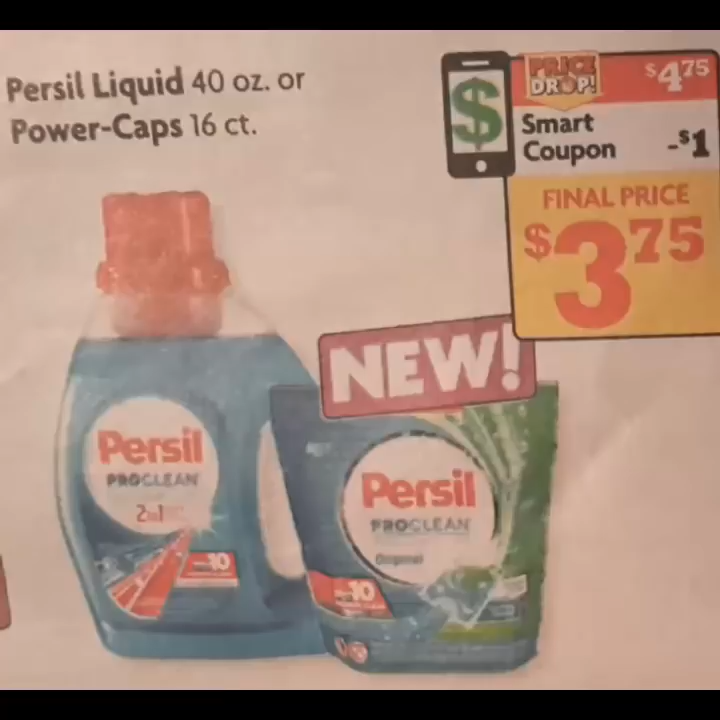 Persil Liquid 40 oz. or
Power-Caps 16 ct.
PRICE
DROP!
$4.75
$
Smart
Coupon
-$1
FINAL PRICE
$3.75
NEW!
Persil
PROCLEAN
2in1
10
Persil
PROCLEAN
Original
10